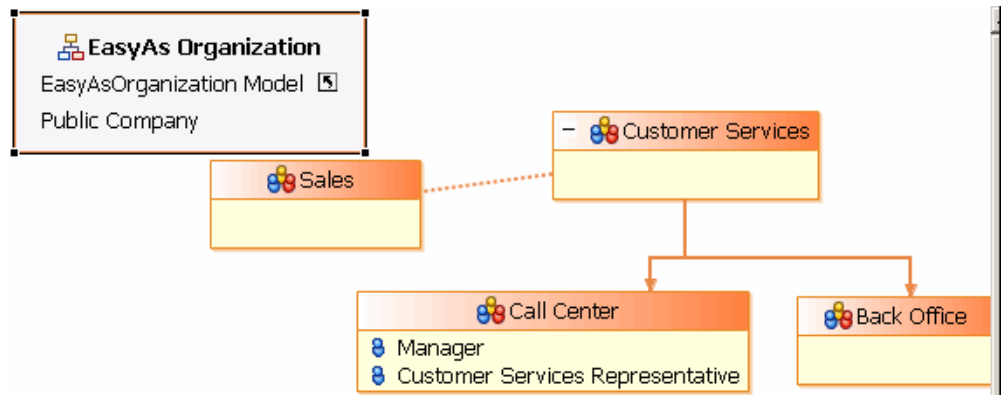 EasyAs Organization
EasyAsOrganization Model
Public Company
Customer Services
Sales
Call Center
Manager
Customer Services Representative
Back Office